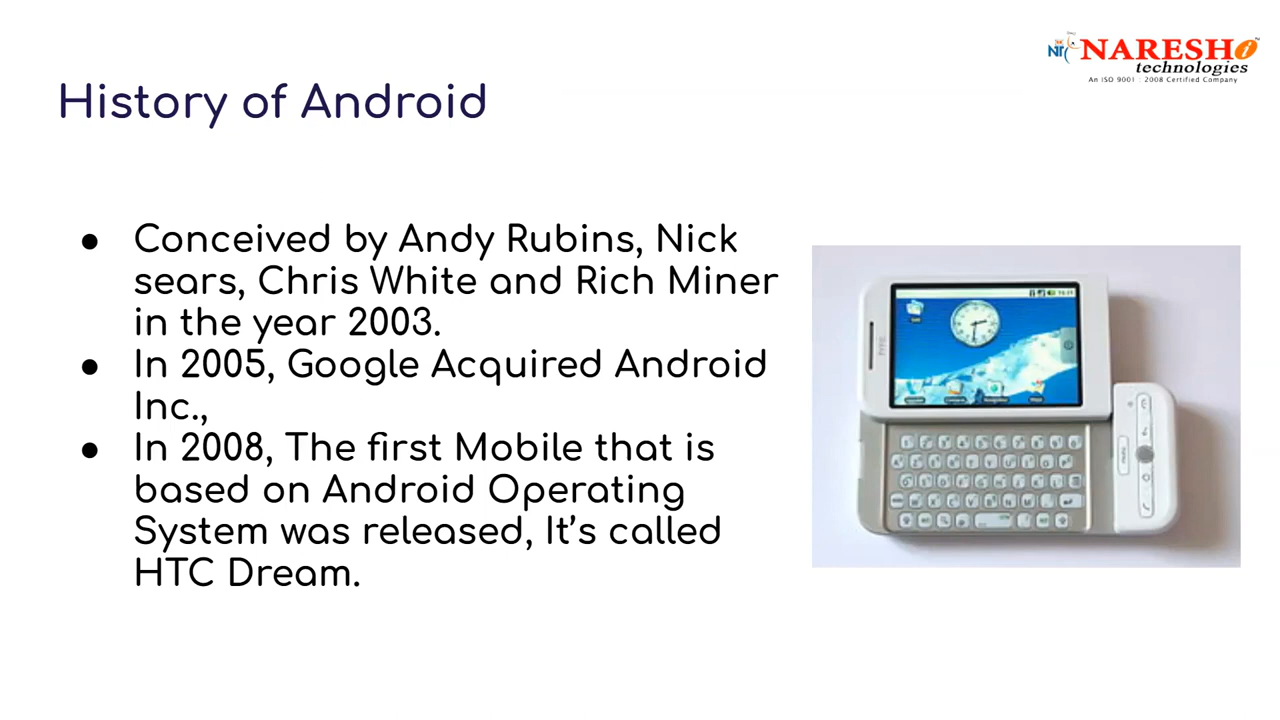 NARESHi
technologies
An ISO 9001 : 2008 Certified Company
History of Android
● Conceived by Andy Rubins, Nick
sears, Chris White and Rich Miner
in the year 2003.
● In 2005, Google Acquired Android
Inc.,
● In 2008, The first Mobile that is
based on Android Operating
System was released, It's called
HTC Dream.